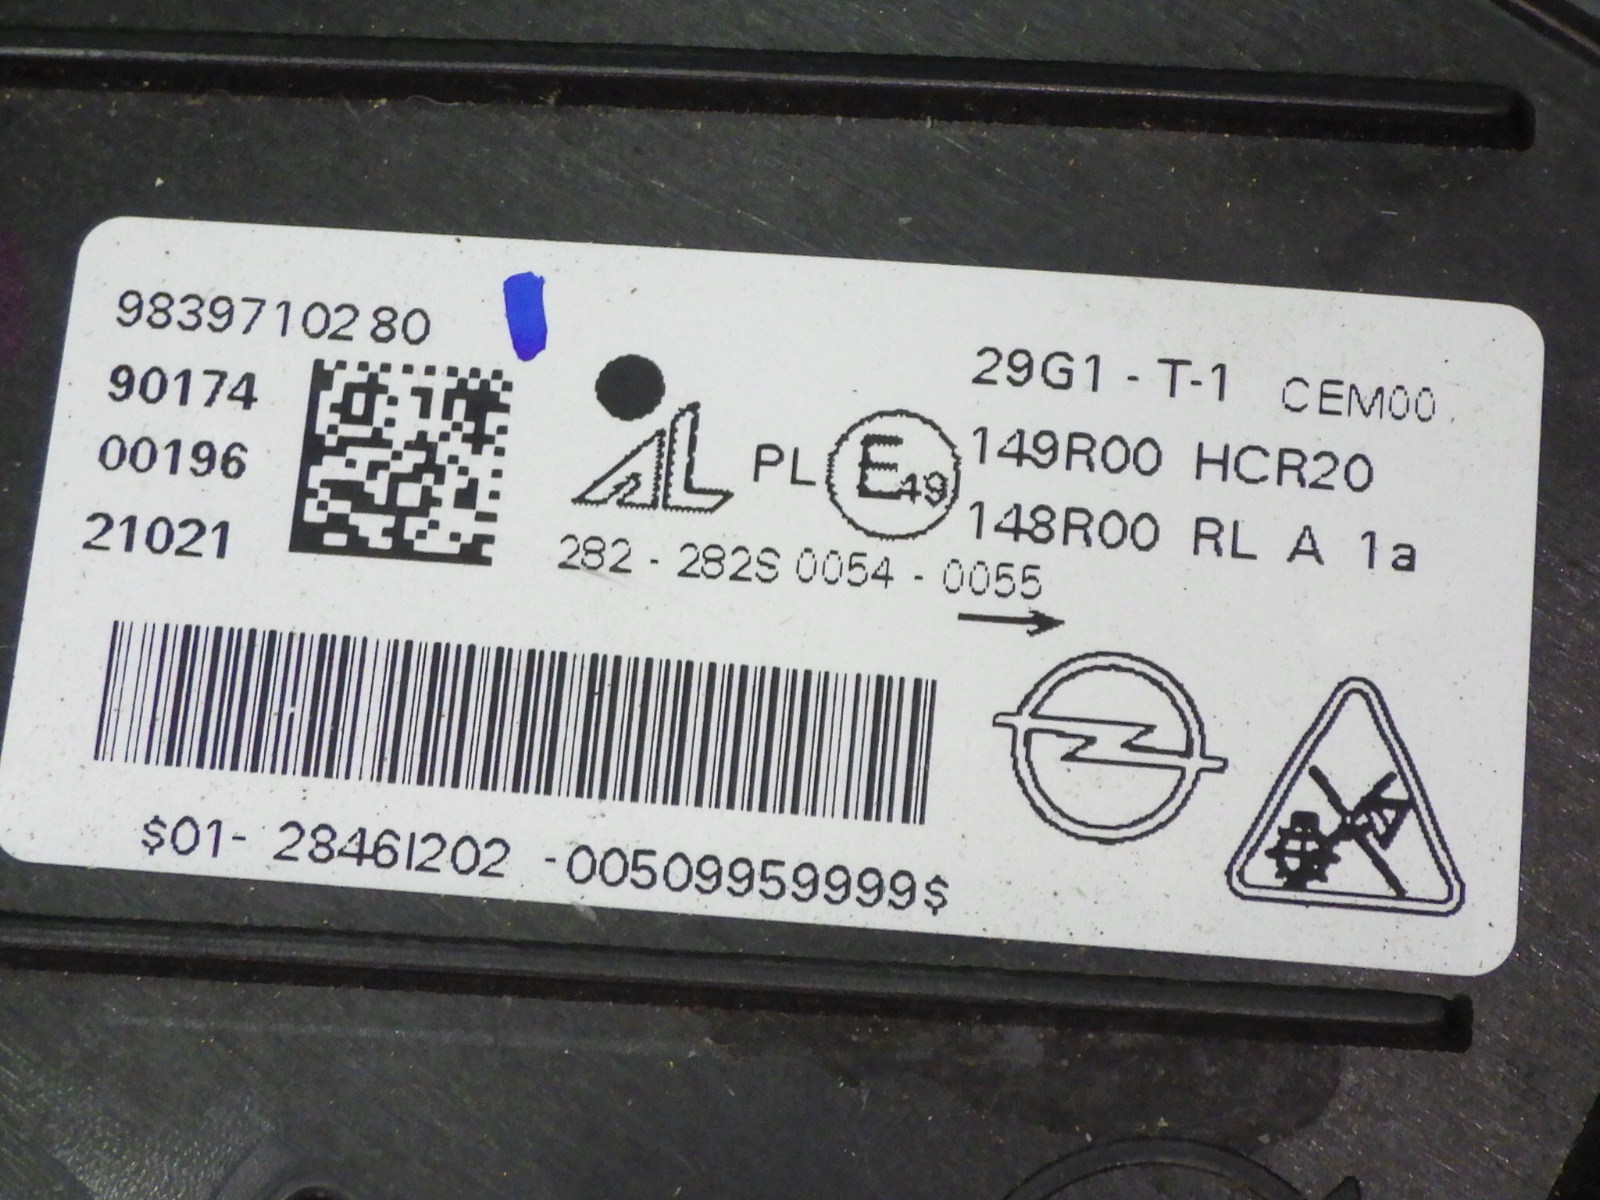 9839710280
90174
00196
21021
AL
PL E49
29G1 - T-1 CEM00
149R00 HCR20
148R00 RL A 1a
282 - 282S 0054 - 0055
$01- 2846I202 -00509959999$